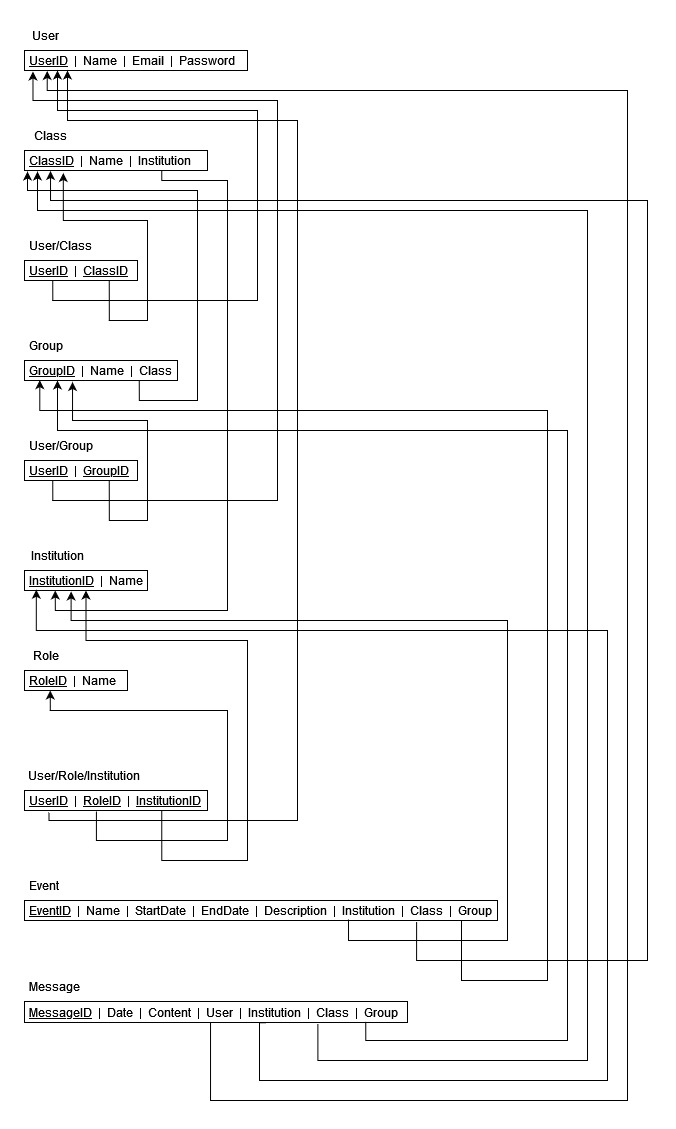 User
UserID | Name | Email | Password
Class
ClassID | Name | Institution
User/Class
UserID | ClassID
Group
GroupID | Name | Class
User/Group
UserID | GroupID
Institution
InstitutionID | Name
Role
RoleID | Name
User/Role/Institution
UserID | RoleID | InstitutionID
Event
EventID | Name | StartDate | EndDate | Description | Institution | Class | Group
Message
MessageID | Date | Content | User | Institution | Class | Group